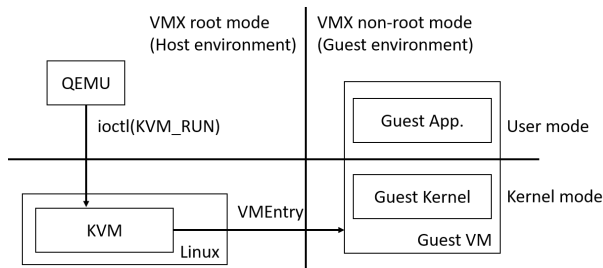 VMX root mode
(Host environment)
VMX non-root mode
(Guest environment)
QEMU
ioctl(KVM_RUN)
Guest App.
User mode
Guest Kernel
Kernel mode
VMEntry
KVM
Linux
Guest VM